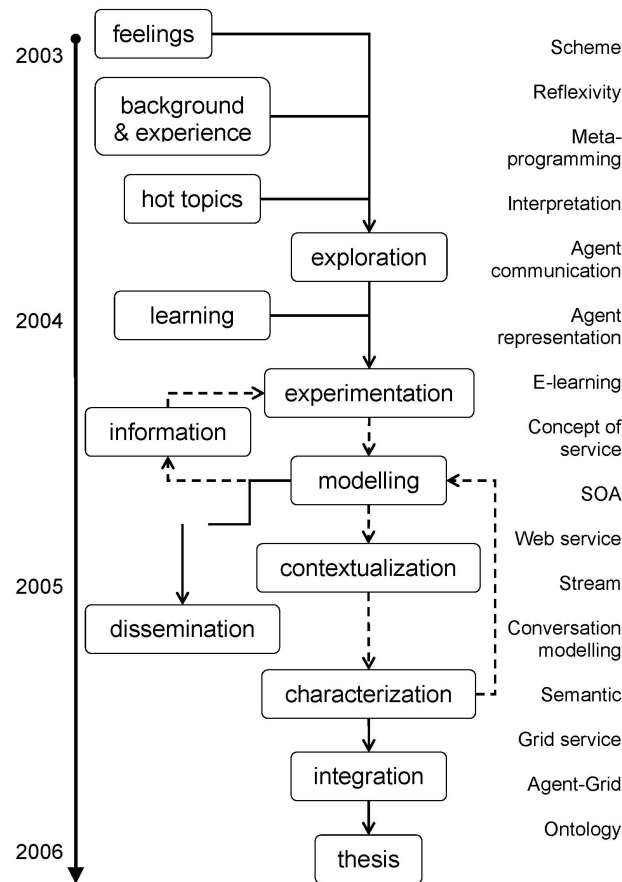 2003
2004
2005
2006
feelings
background
& experience
hot topics
exploration
learning
experimentation
information
modelling
contextualization
dissemination
characterization
integration
thesis
Scheme
Reflexivity
Meta-
programming
Interpretation
Agent
communication
Agent
representation
E-learning
Concept of
service
SOA
Web service
Stream
Conversation
modelling
Semantic
Grid service
Agent-Grid
Ontology